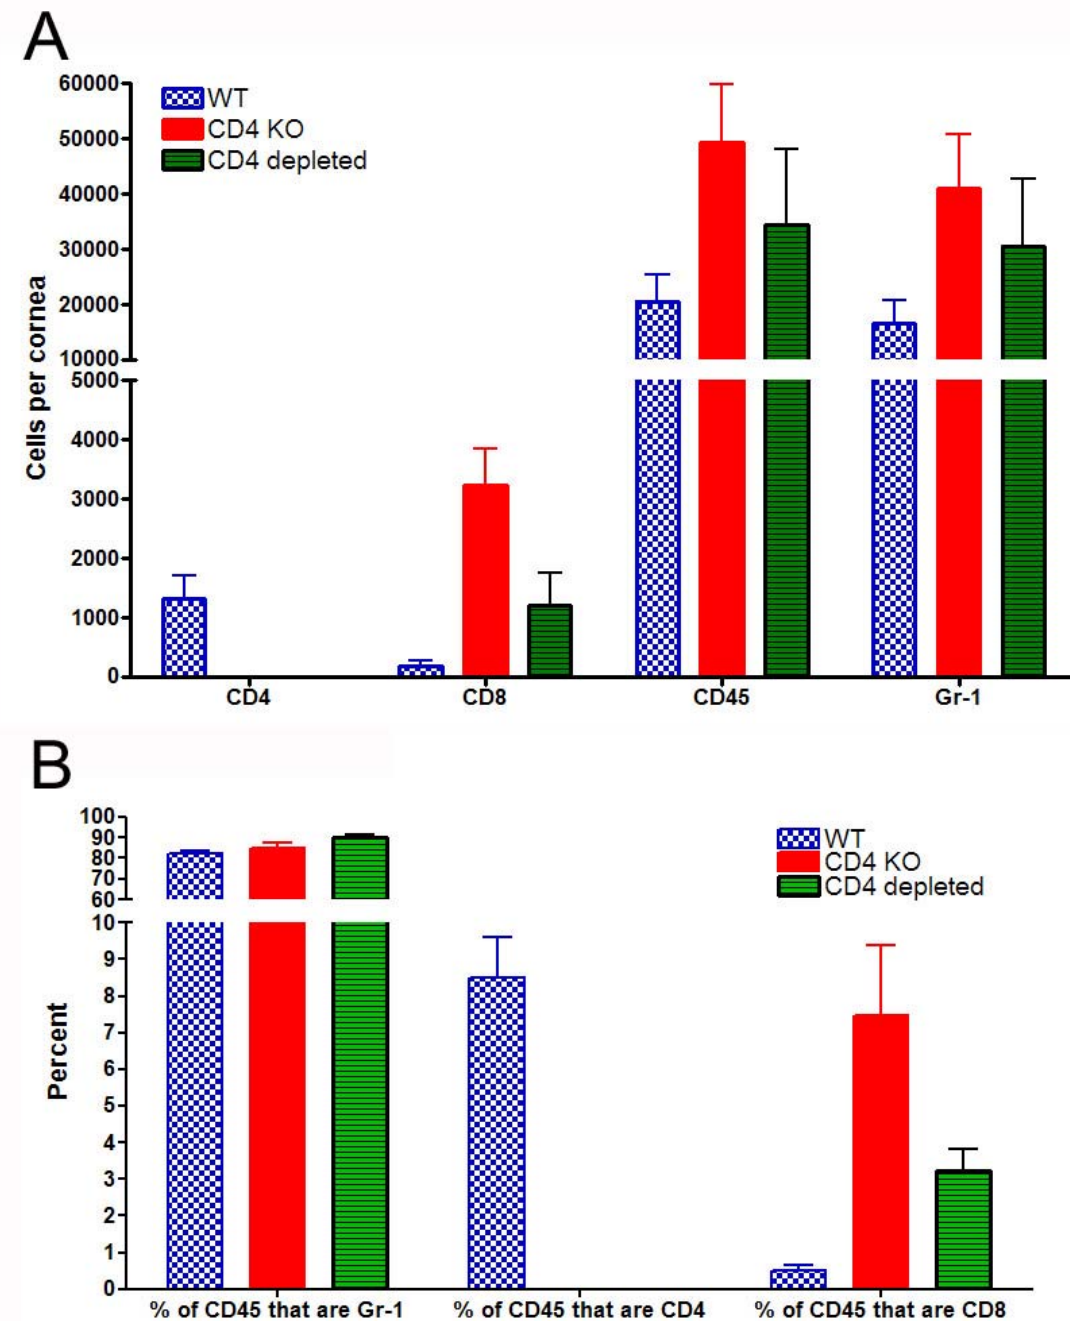 A
60000
50000
40000
30000
20000
10000
5000
4000
3000
2000
1000
0
Cells per cornea
WT
CD4 KO
CD4 depleted
CD4 CD8 CD45 Gr-1
B
100
90
80
70
60
10
9
8
7
6
5
4
3
2
1
0
Percent
WT
CD4 KO
CD4 depleted
% of CD45 that are Gr-1 % of CD45 that are CD4 % of CD45 that are CD8